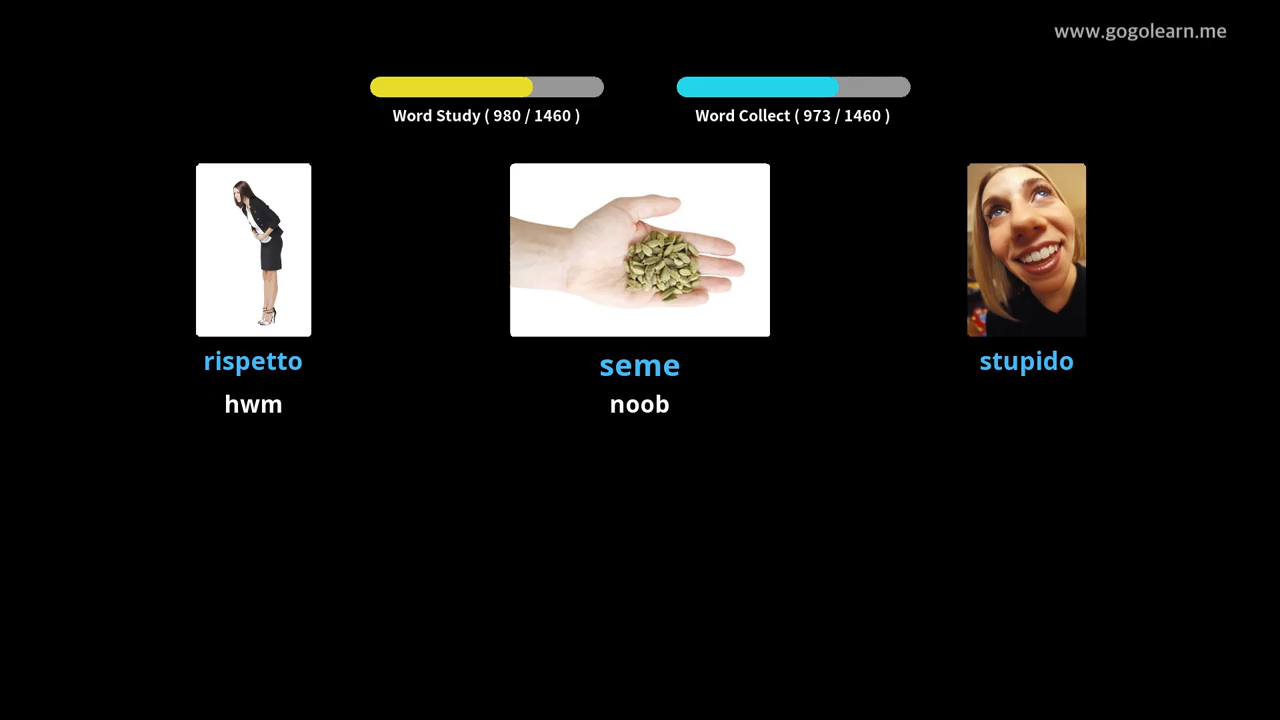 www.gogolearn.me
Word Study ( 980 / 1460 )
Word Collect ( 973 / 1460 )
rispetto
seme
stupido
hwm
noob